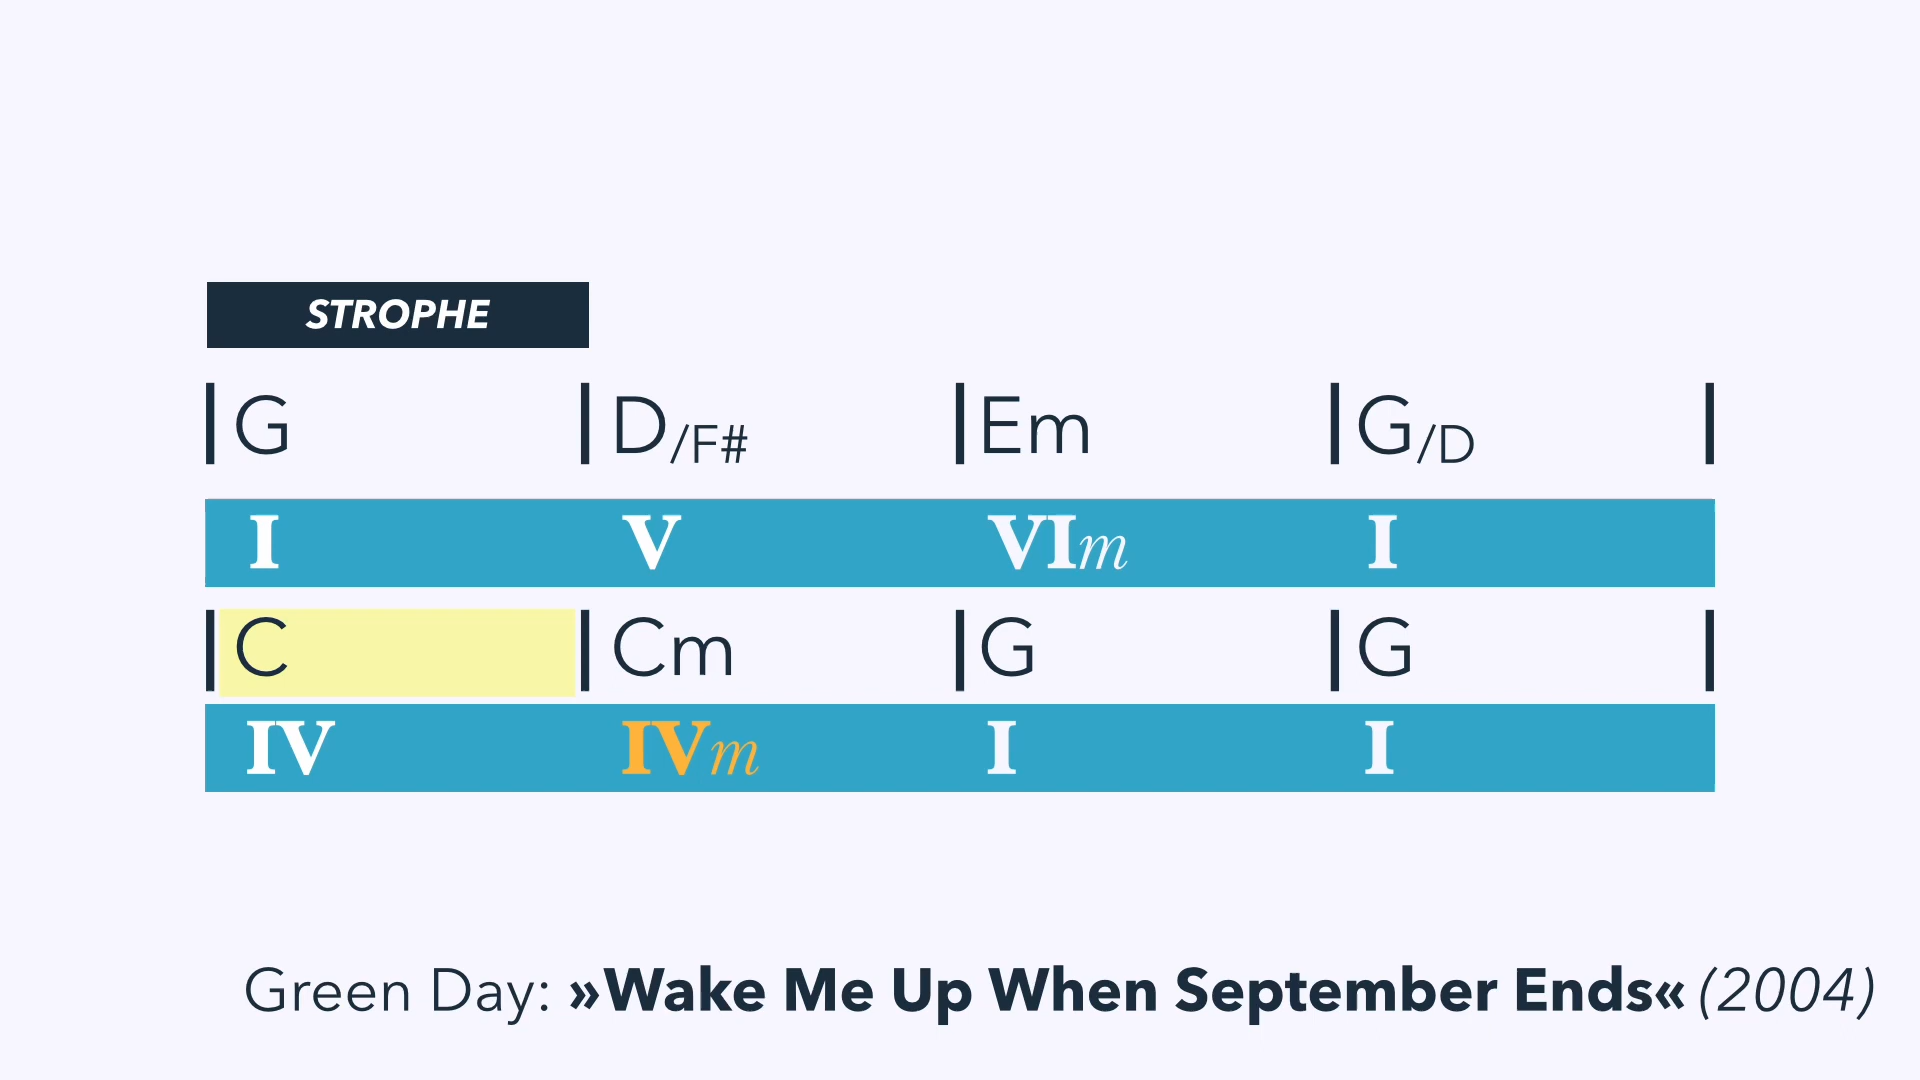 STROPHE
| G | D/F# | Em | G/D |
I V VIm I
| C | Cm | G | G |
IV IVm I I
Green Day: »Wake Me Up When September Ends« (2004)